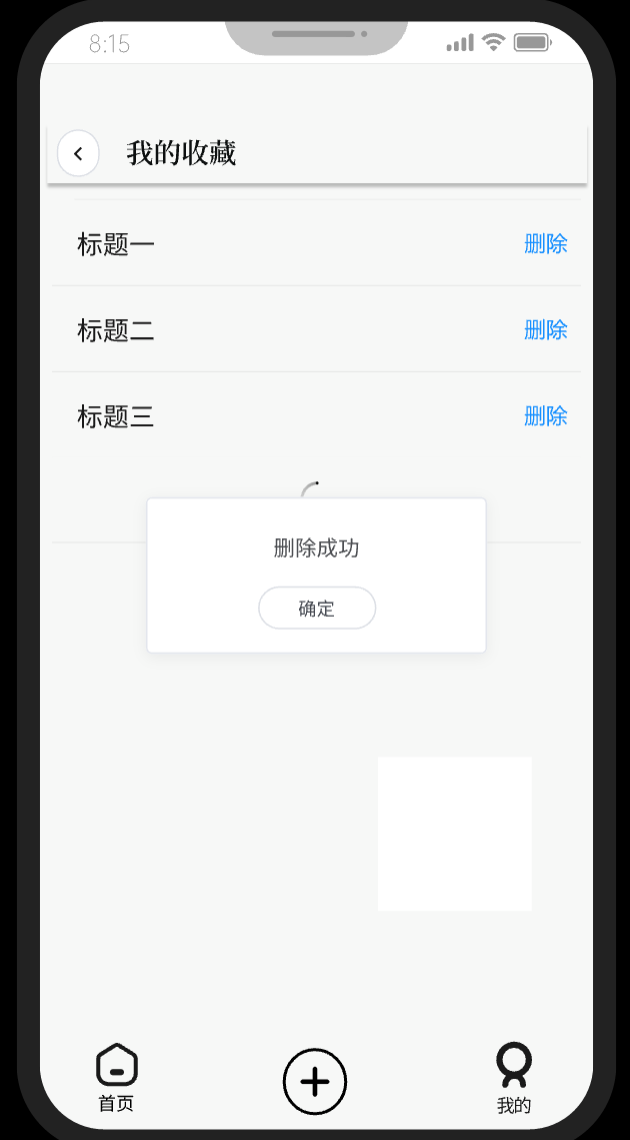 8:15
我的收藏
标题一 删除
标题二 删除
标题三 删除
删除成功
确定
首页
我的